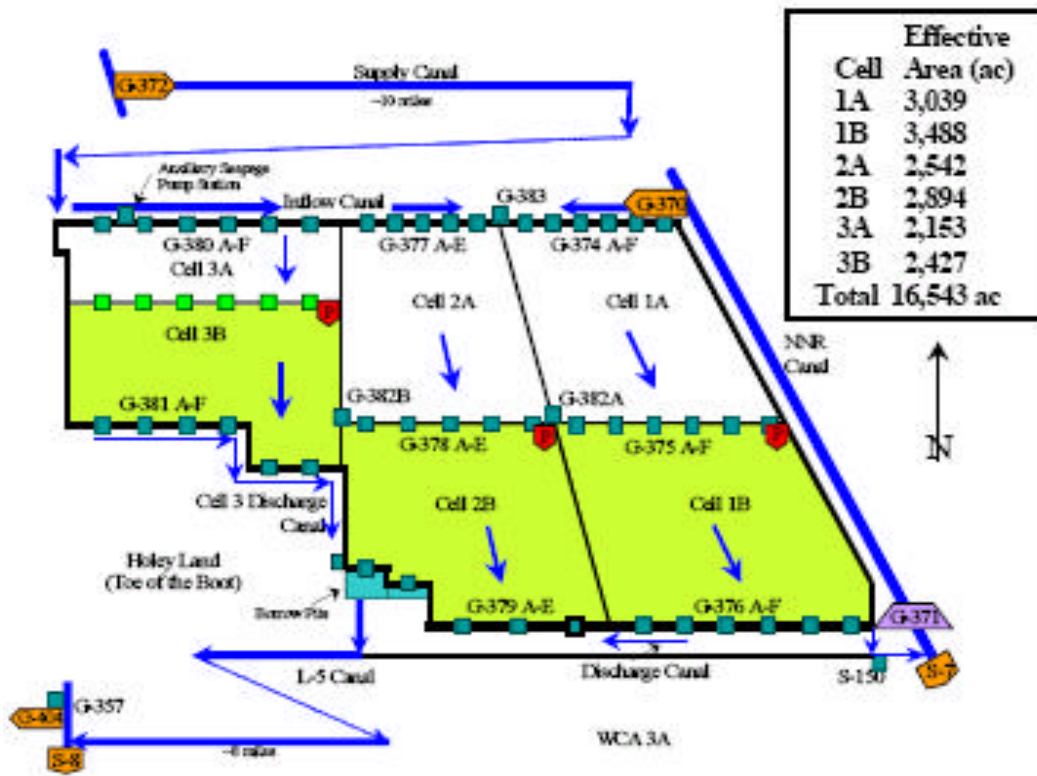 Effective
Cell Area (ac)
1A 3,039
1B 3,488
2A 2,542
2B 2,894
3A 2,153
3B 2,427
Total 16,543 ac
G-372
Supply Canal
~10 miles
Auxiliary Seepage
Pump Station
Inflow Canal
G-383
G-370
G-380 A-F
G-377 A-E
G-374 A-F
Cell 3A
Cell 2A
Cell 1A
P
Cell 3B
NNR
Canal
G-381 A-F
G-382B
G-382A
G-378 A-E
P
G-375 A-F
P
N
Cell 3 Discharge
Canal
Cell 2B
Cell 1B
Holey Land
(Toe of the Boot)
Borrow Pits
G-379 A-E
G-376 A-F
G-371
L-5 Canal
Discharge Canal
S-150
S-7
G-357
G-404
WCA 3A
~8 miles
S-8